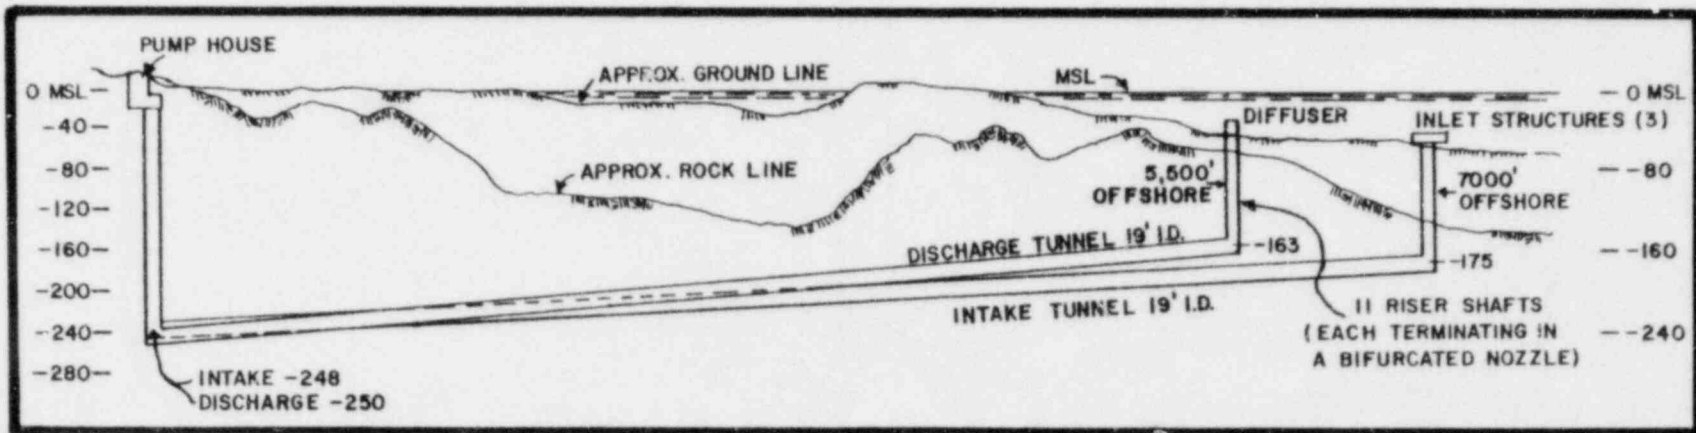 PUMP HOUSE
APPROX. GROUND LINE
MSL
0 MSL
-40
-80
-120
-160
-200
-240
-280
0 MSL
-80
-160
-240
DIFFUSER
INLET STRUCTURES (3)
APPROX. ROCK LINE
5,500'
OFFSHORE
7000'
OFFSHORE
DISCHARGE TUNNEL 19' I.D.
-163
-175
INTAKE TUNNEL 19' I.D.
11 RISER SHAFTS
(EACH TERMINATING IN
A BIFURCATED NOZZLE)
INTAKE -248
DISCHARGE -250